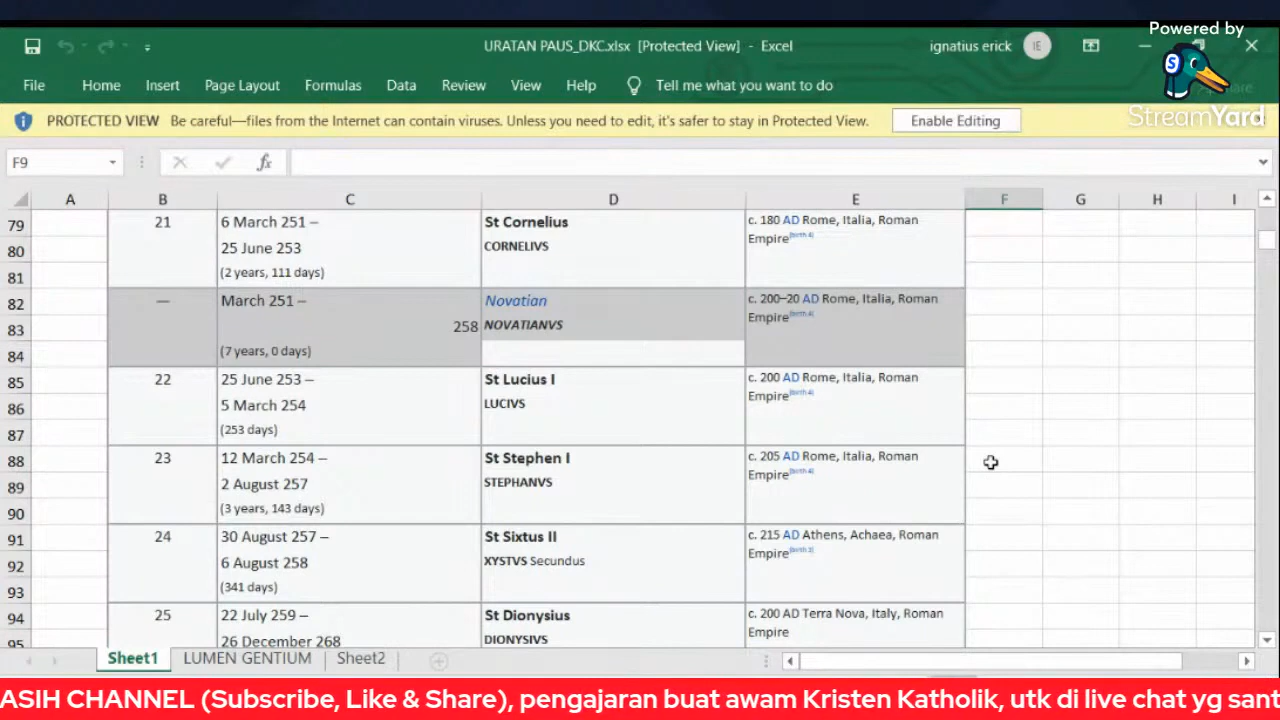 Powered by
StreamYard
URATAN PAUS_DKC.xlsx [Protected View] - Excel
ignatius erick
IE
File Home Insert Page Layout Formulas Data Review View Help Tell me what you want to do
PROTECTED VIEW Be careful—files from the Internet can contain viruses. Unless you need to edit, it's safer to stay in Protected View. Enable Editing
F9 fx
A B C D E F G H I
79 21 6 March 251 – St Cornelius c. 180 AD Rome, Italia, Roman
80 25 June 253 CORNELIVS Empire[birth 4]
81 (2 years, 111 days)
82 — March 251 – Novatian c. 200–20 AD Rome, Italia, Roman
83 258 NOVATIANVS Empire[birth 4]
84 (7 years, 0 days)
85 22 25 June 253 – St Lucius I c. 200 AD Rome, Italia, Roman
86 5 March 254 LUCIVS Empire[birth 4]
87 (253 days)
88 23 12 March 254 – St Stephen I c. 205 AD Rome, Italia, Roman
89 2 August 257 STEPHANVS Empire[birth 4]
90 (3 years, 143 days)
91 24 30 August 257 – St Sixtus II c. 215 AD Athens, Achaea, Roman
92 6 August 258 XYSTVS Secundus Empire[birth 3]
93 (341 days)
94 25 22 July 259 – St Dionysius c. 200 AD Terra Nova, Italy, Roman
95 26 December 268 DIONYSIVS Empire
Sheet1 LUMEN GENTIUM Sheet2
ASIH CHANNEL (Subscribe, Like & Share), pengajaran buat awam Kristen Katholik, utk di live chat yg sant